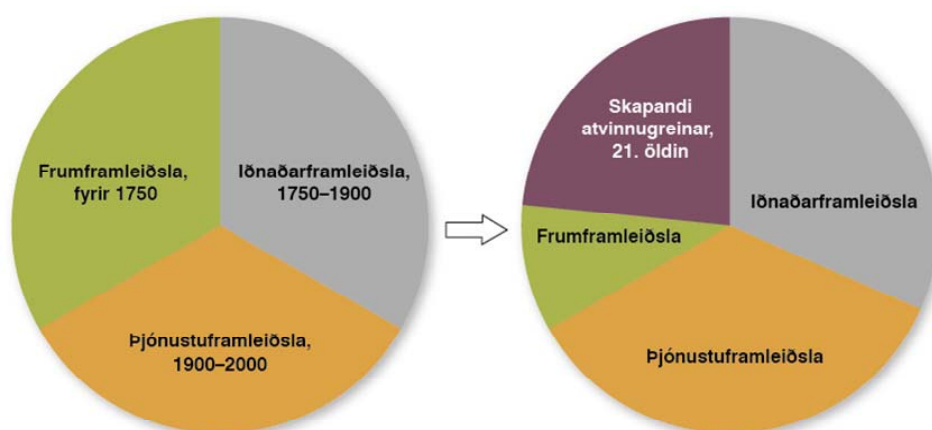 Frumframleiðsla,
fyrir 1750
Iðnaðarframleiðsla,
1750–1900
Þjónustuframleiðsla,
1900–2000
Skapandi
atvinnugreinar,
21. öldin
Iðnaðarframleiðsla
Frumframleiðsla
Þjónustuframleiðsla